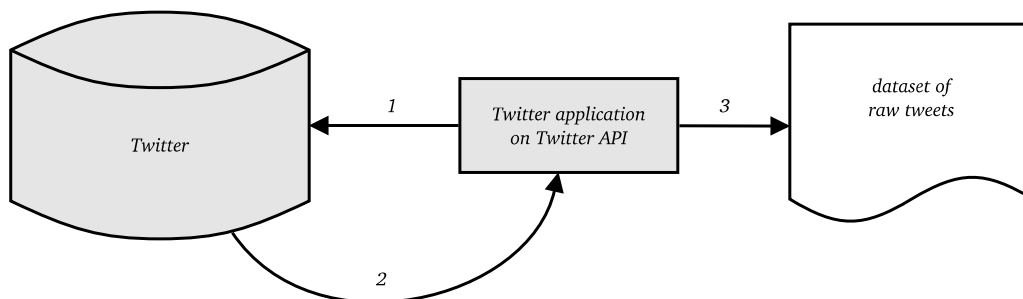 Twitter
1
Twitter application
on Twitter API
2
3
dataset of
raw tweets